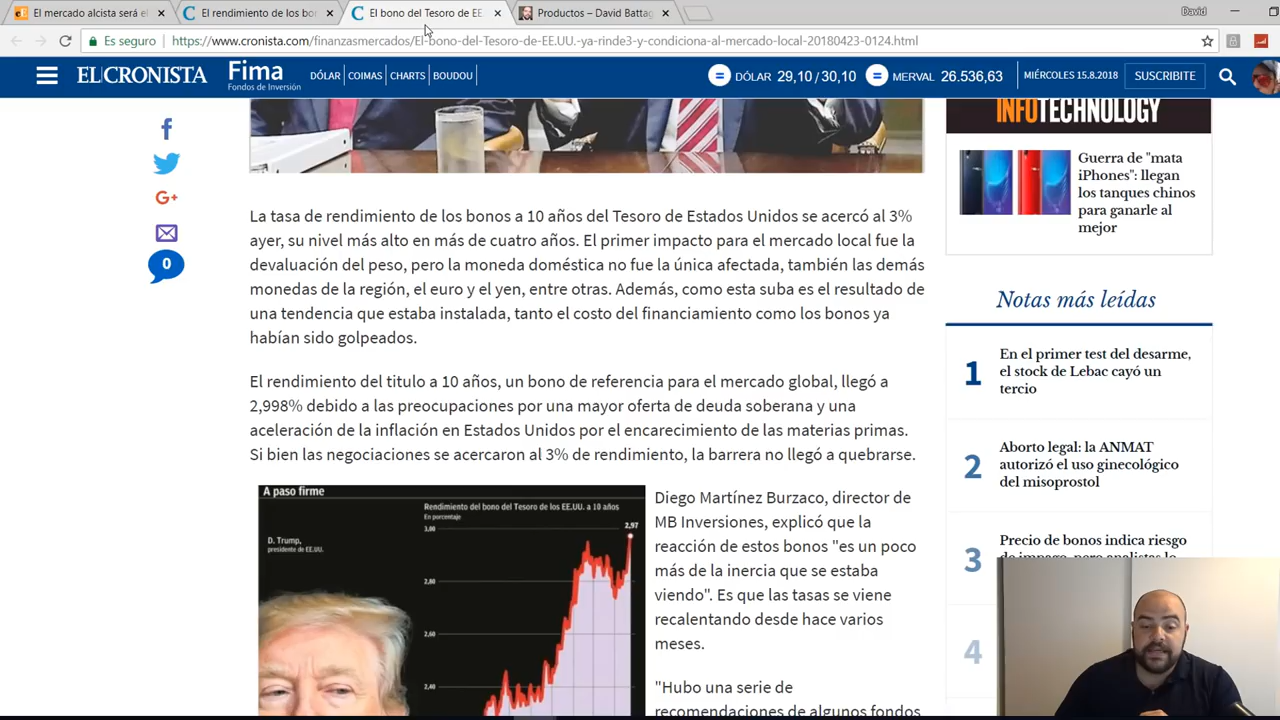 El mercado alcista será el
El rendimiento de los bo
El bono del Tesoro de EE
Productos – David Battag
David
Es seguro
https://www.cronista.com/finanzasmercados/El-bono-del-Tesoro-de-EE.UU.-ya-rinde3-y-condiciona-al-mercado-local-20180423-0124.html
EL CRONISTA
Fima
Fondos de Inversión
DÓLAR
COIMAS
CHARTS
BOUDOU
DÓLAR 29,10 / 30,10
MERVAL 26.536,63
MIÉRCOLES 15.8.2018
SUSCRIBITE
0
La tasa de rendimiento de los bonos a 10 años del Tesoro de Estados Unidos se acercó al 3%
ayer, su nivel más alto en más de cuatro años. El primer impacto para el mercado local fue la
devaluación del peso, pero la moneda doméstica no fue la única afectada, también las demás
monedas de la región, el euro y el yen, entre otras. Además, como esta suba es el resultado de
una tendencia que estaba instalada, tanto el costo del financiamiento como los bonos ya
habían sido golpeados.
El rendimiento del titulo a 10 años, un bono de referencia para el mercado global, llegó a
2,998% debido a las preocupaciones por una mayor oferta de deuda soberana y una
aceleración de la inflación en Estados Unidos por el encarecimiento de las materias primas.
Si bien las negociaciones se acercaron al 3% de rendimiento, la barrera no llegó a quebrarse.
A paso firme
Rendimiento del bono del Tesoro de los EE.UU. a 10 años
En porcentaje
3,00
2,97
D. Trump,
presidente de EE.UU.
2,80
2,60
2,40
Diego Martínez Burzaco, director de
MB Inversiones, explicó que la
reacción de estos bonos "es un poco
más de la inercia que se estaba
viendo". Es que las tasas se viene
recalentando desde hace varios
meses.
"Hubo una serie de
recomendaciones de algunos fondos
INFOTECHNOLOGY
Guerra de "mata
iPhones": llegan
los tanques chinos
para ganarle al
mejor
Notas más leídas
1
En el primer test del desarme,
el stock de Lebac cayó un
tercio
2
Aborto legal: la ANMAT
autorizó el uso ginecológico
del misoprostol
3
Precio de bonos indica riesgo
4